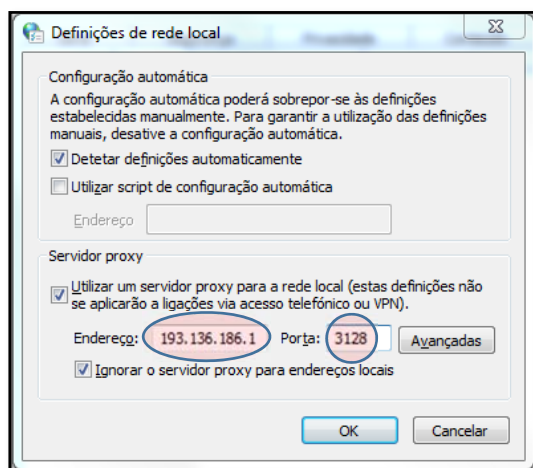 Definições de rede local
Configuração automática
A configuração automática poderá sobrepor-se às definições
estabelecidas manualmente. Para garantir a utilização das definições
manuais, desative a configuração automática.
Detetar definições automaticamente
Utilizar script de configuração automática
Endereço
Servidor proxy
Utilizar um servidor proxy para a rede local (estas definições não
se aplicarão a ligações via acesso telefónico ou VPN).
Endereço: 193.136.186.1 Porta: 3128 Avançadas
Ignorar o servidor proxy para endereços locais
OK Cancelar